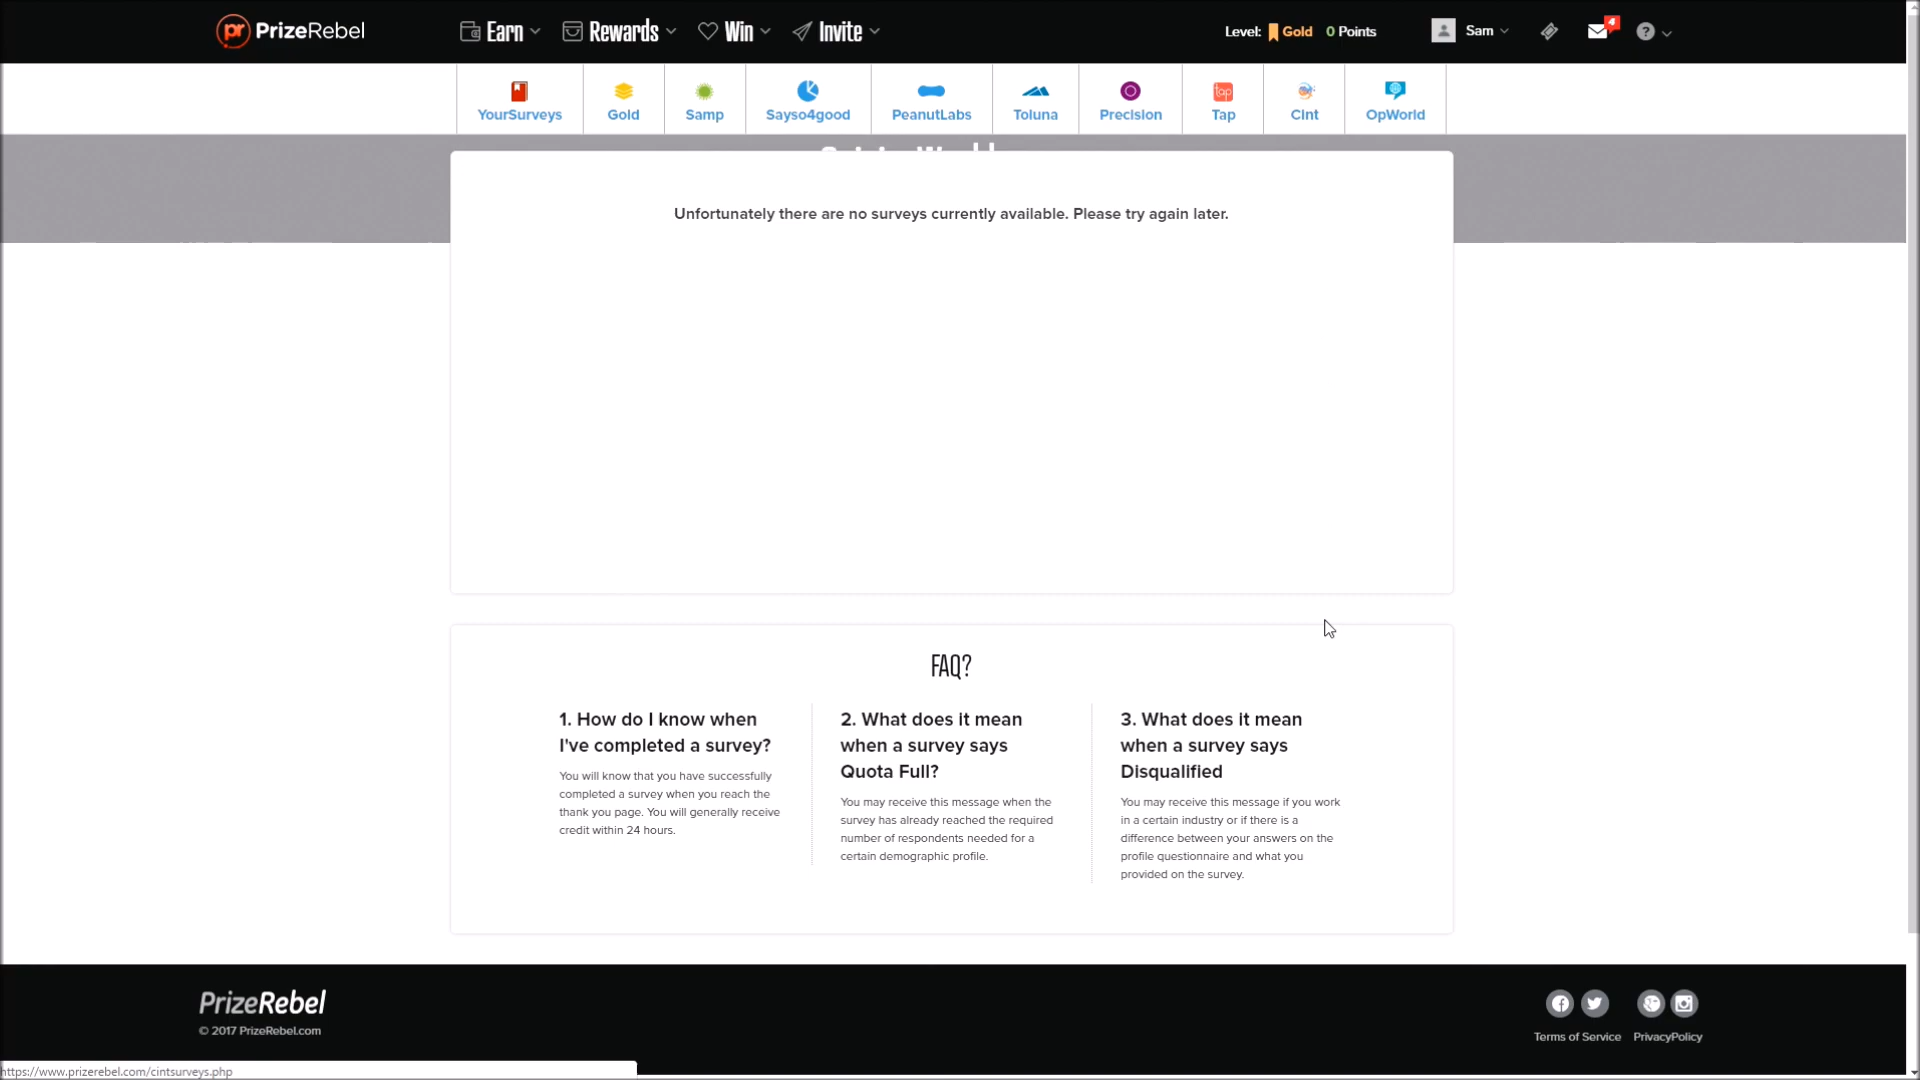 pr PrizeRebel Earn Rewards Win Invite Level: Gold 0 Points Sam 4 ?
YourSurveys Gold Samp Sayso4good PeanutLabs Toluna Precision Tap Cint OpWorld
Unfortunately there are no surveys currently available. Please try again later.
FAQ?
1. How do I know when
I've completed a survey?
You will know that you have successfully
completed a survey when you reach the
thank you page. You will generally receive
credit within 24 hours.
2. What does it mean
when a survey says
Quota Full?
You may receive this message when the
survey has already reached the required
number of respondents needed for a
certain demographic profile.
3. What does it mean
when a survey says
Disqualified
You may receive this message if you work
in a certain industry or if there is a
difference between your answers on the
profile questionnaire and what you
provided on the survey.
PrizeRebel
© 2017 PrizeRebel.com
Terms of Service PrivacyPolicy
https://www.prizerebel.com/cintsurveys.php